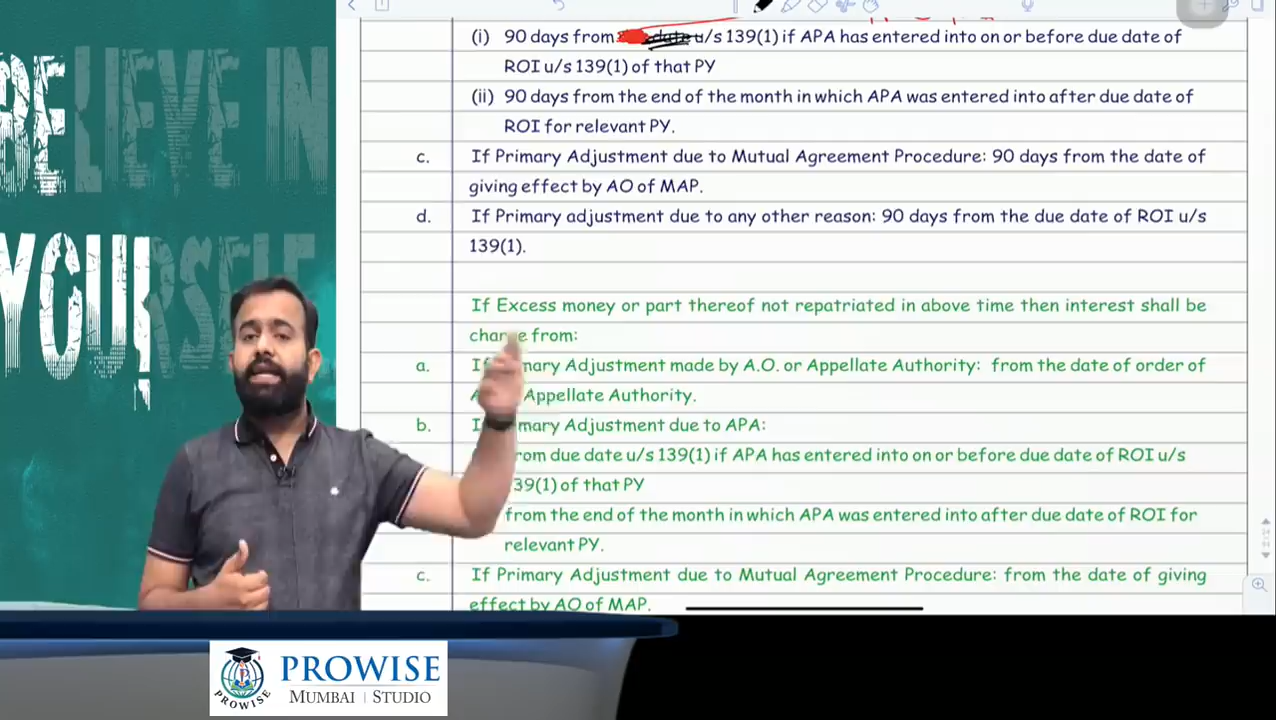 BELIEVE IN
YOURSELF
!
(i) 90 days from date u/s 139(1) if APA has entered into on or before due date of
ROI u/s 139(1) of that PY
(ii) 90 days from the end of the month in which APA was entered into after due date of
ROI for relevant PY.
c. If Primary Adjustment due to Mutual Agreement Procedure: 90 days from the date of
giving effect by AO of MAP.
d. If Primary adjustment due to any other reason: 90 days from the due date of ROI u/s
139(1).
If Excess money or part thereof not repatriated in above time then interest shall be
charge from:
a. If mary Adjustment made by A.O. or Appellate Authority: from the date of order of
A Appellate Authority.
b. I mary Adjustment due to APA:
rom due date u/s 139(1) if APA has entered into on or before due date of ROI u/s
39(1) of that PY
from the end of the month in which APA was entered into after due date of ROI for
relevant PY.
c. If Primary Adjustment due to Mutual Agreement Procedure: from the date of giving
effect by AO of MAP.
PROWISE
PROWISE
MUMBAI | STUDIO